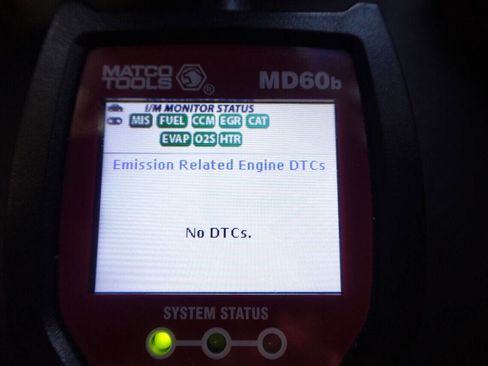 MATCO
TOOLS ®
MD60b
I/M MONITOR STATUS
MIS FUEL CCM EGR CAT
EVAP O2S HTR
Emission Related Engine DTCs
No DTCs.
SYSTEM STATUS